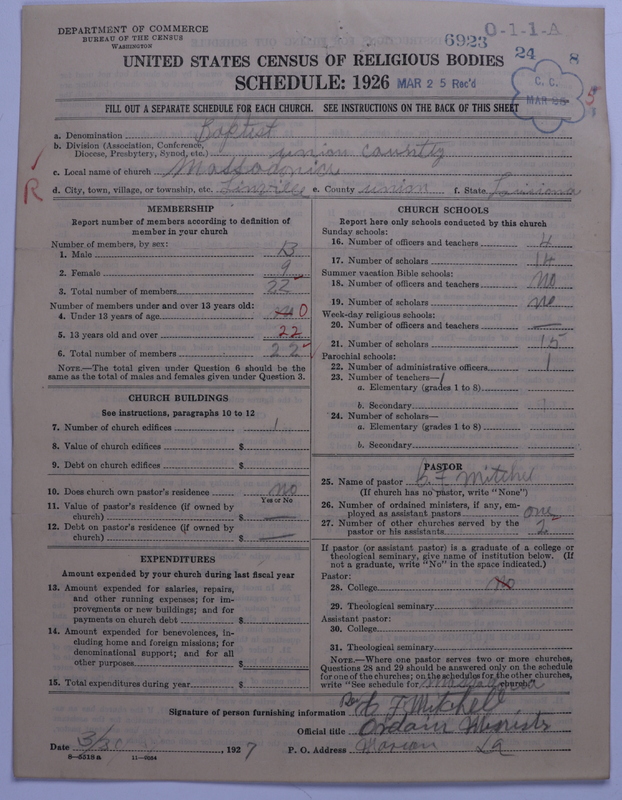 DEPARTMENT OF COMMERCE
BUREAU OF THE CENSUS
WASHINGTON
6923
O-1-1-A
24
8
UNITED STATES CENSUS OF RELIGIOUS BODIES
SCHEDULE: 1926
MAR 25 Rec'd
C. C.
FILL OUT A SEPARATE SCHEDULE FOR EACH CHURCH. SEE INSTRUCTIONS ON THE BACK OF THIS SHEET
a. Denomination Baptist
b. Division (Association, Conference, Diocese, Presbytery, Synod, etc.) union country
c. Local name of church
R
d. City, town, village, or township, etc. Linville e. County union f. State Louisiana
MEMBERSHIP
Report number of members according to definition of member in your church
Number of members, by sex:
1. Male 13
2. Female 9
3. Total number of members 22
Number of members under and over 13 years old:
4. Under 13 years of age 0
5. 13 years old and over 22
6. Total number of members 22
NOTE.—The total given under Question 6 should be the same as the total of males and females given under Question 3.
CHURCH BUILDINGS
See instructions, paragraphs 10 to 12
7. Number of church edifices 1
8. Value of church edifices $
9. Debt on church edifices $
10. Does church own pastor's residence no
Yes or No
11. Value of pastor's residence (if owned by church) $ —
12. Debt on pastor's residence (if owned by church) $ —
EXPENDITURES
Amount expended by your church during last fiscal year
13. Amount expended for salaries, repairs, and other running expenses; for improvements or new buildings; and for payments on church debt $
14. Amount expended for benevolences, including home and foreign missions; for denominational support; and for all other purposes $
15. Total expenditures during year $
CHURCH SCHOOLS
Report here only schools conducted by this church
Sunday schools:
16. Number of officers and teachers 4
17. Number of scholars 14
Summer vacation Bible schools:
18. Number of officers and teachers No
19. Number of scholars no
Week-day religious schools:
20. Number of officers and teachers —
21. Number of scholars 15
Parochial schools:
22. Number of administrative officers 1
23. Number of teachers—1
a. Elementary (grades 1 to 8)
b. Secondary
24. Number of scholars—
a. Elementary (grades 1 to 8)
b. Secondary
PASTOR
25. Name of pastor C. F. Mitchel
(If church has no pastor, write "None")
26. Number of ordained ministers, if any, employed as assistant pastors one
27. Number of other churches served by the pastor or his assistants 2
If pastor (or assistant pastor) is a graduate of a college or theological seminary, give name of institution below. (If not a graduate, write "No" in the space indicated.)
Pastor:
28. College No
29. Theological seminary
Assistant pastor:
30. College
31. Theological seminary
NOTE.—Where one pastor serves two or more churches, Questions 28 and 29 should be answered only on the schedule for one of the churches; on the schedules for the other churches, write "See schedule for church"
Signature of person furnishing information Rev C F Mitchell
Official title Ordain
Date 3/ , 1927 P. O. Address Marian La
8—5519a 11—9054